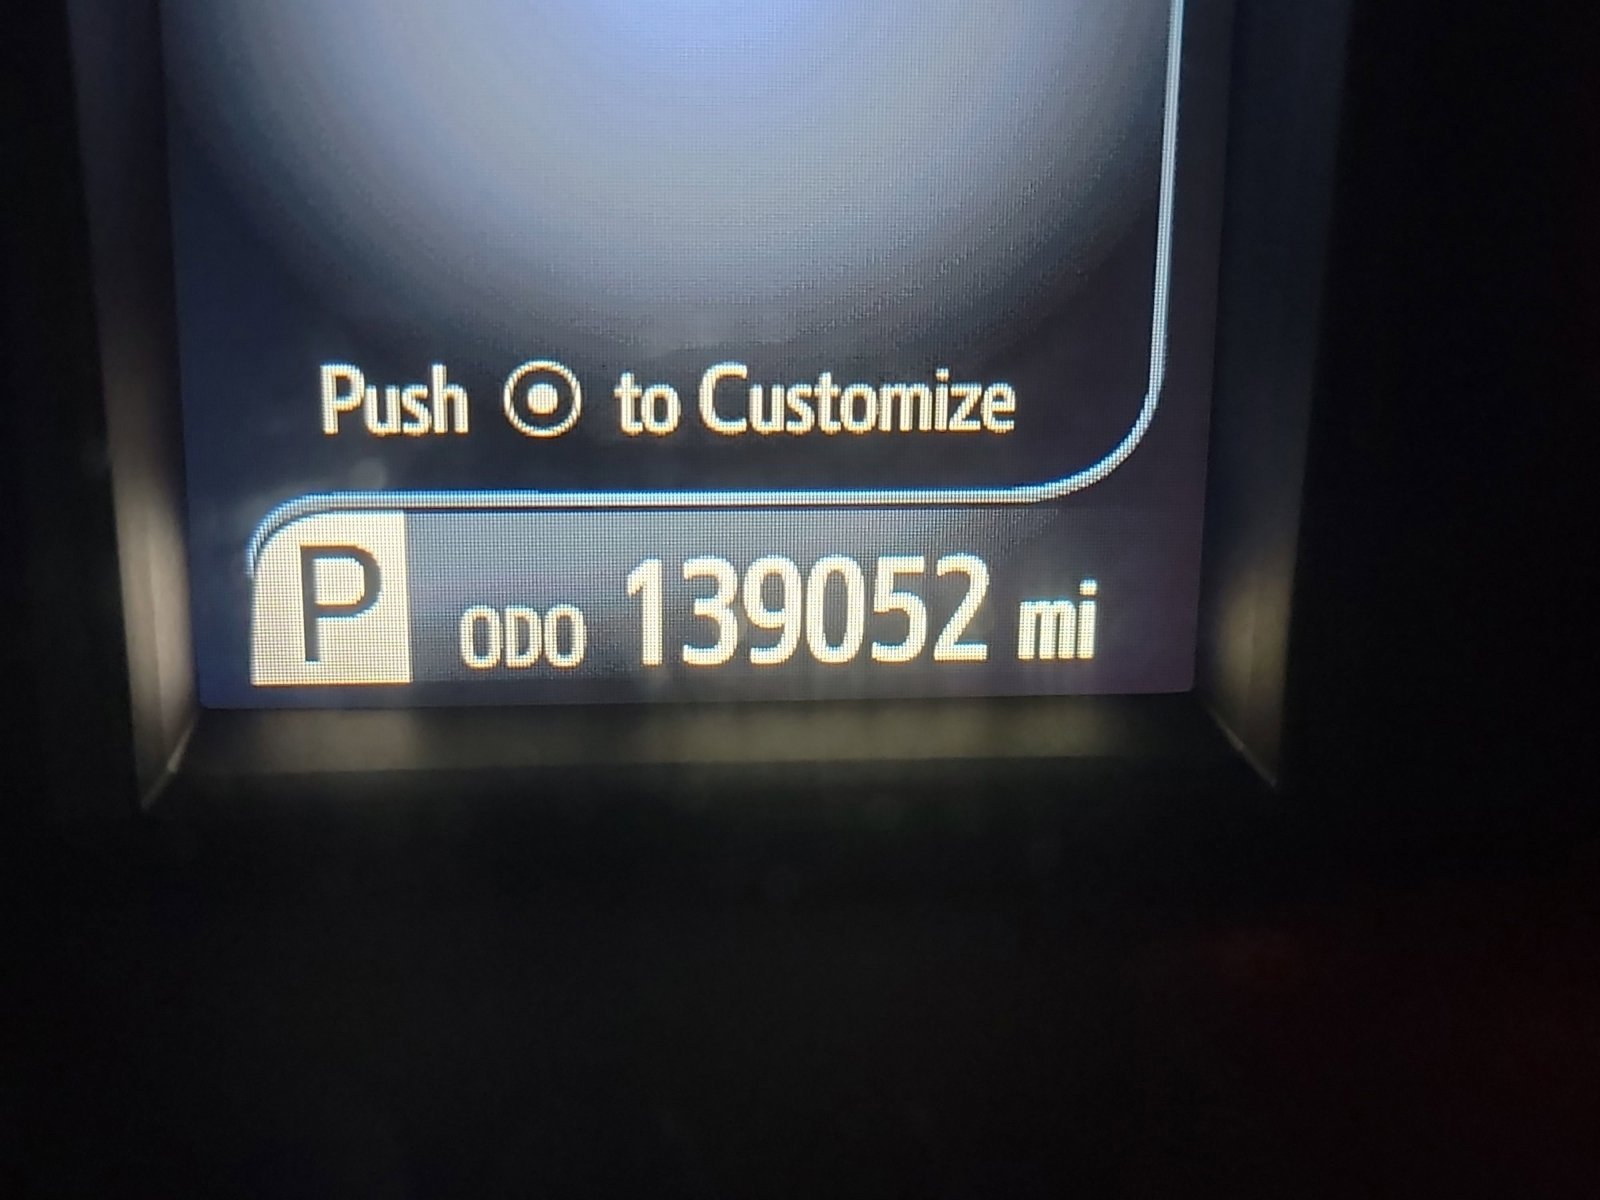 Push ⦿ to Customize
P ODO 139052 mi